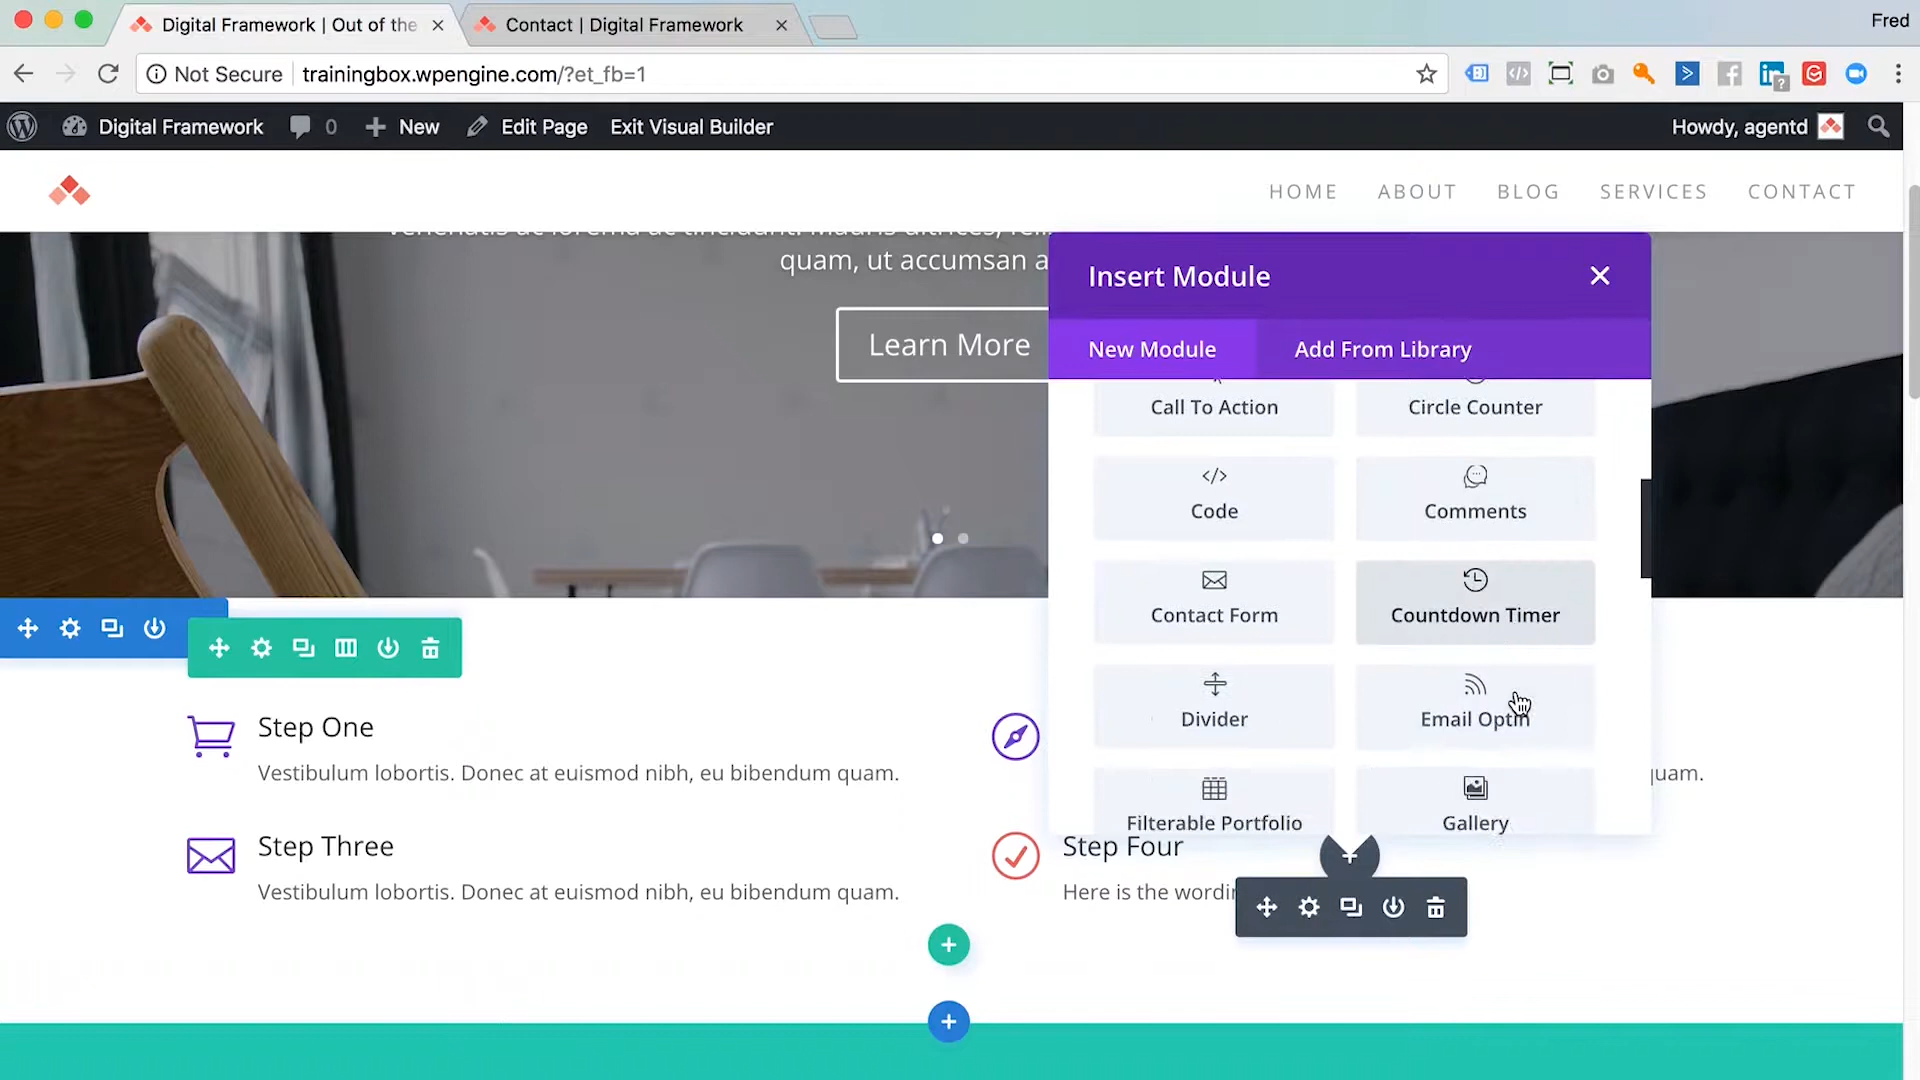 Digital Framework | Out of the
Contact | Digital Framework
Fred
Not Secure
trainingbox.wpengine.com/?et_fb=1
Digital Framework
0
New
Edit Page
Exit Visual Builder
Howdy, agentd
HOME
ABOUT
BLOG
SERVICES
CONTACT
quam, ut accumsan a
Learn More
Insert Module
New Module
Add From Library
Call To Action
Circle Counter
Code
Comments
Contact Form
Countdown Timer
Divider
Email Optin
Filterable Portfolio
Gallery
Step One
Vestibulum lobortis. Donec at euismod nibh, eu bibendum quam.
quam.
Step Three
Vestibulum lobortis. Donec at euismod nibh, eu bibendum quam.
Step Four
Here is the wordin